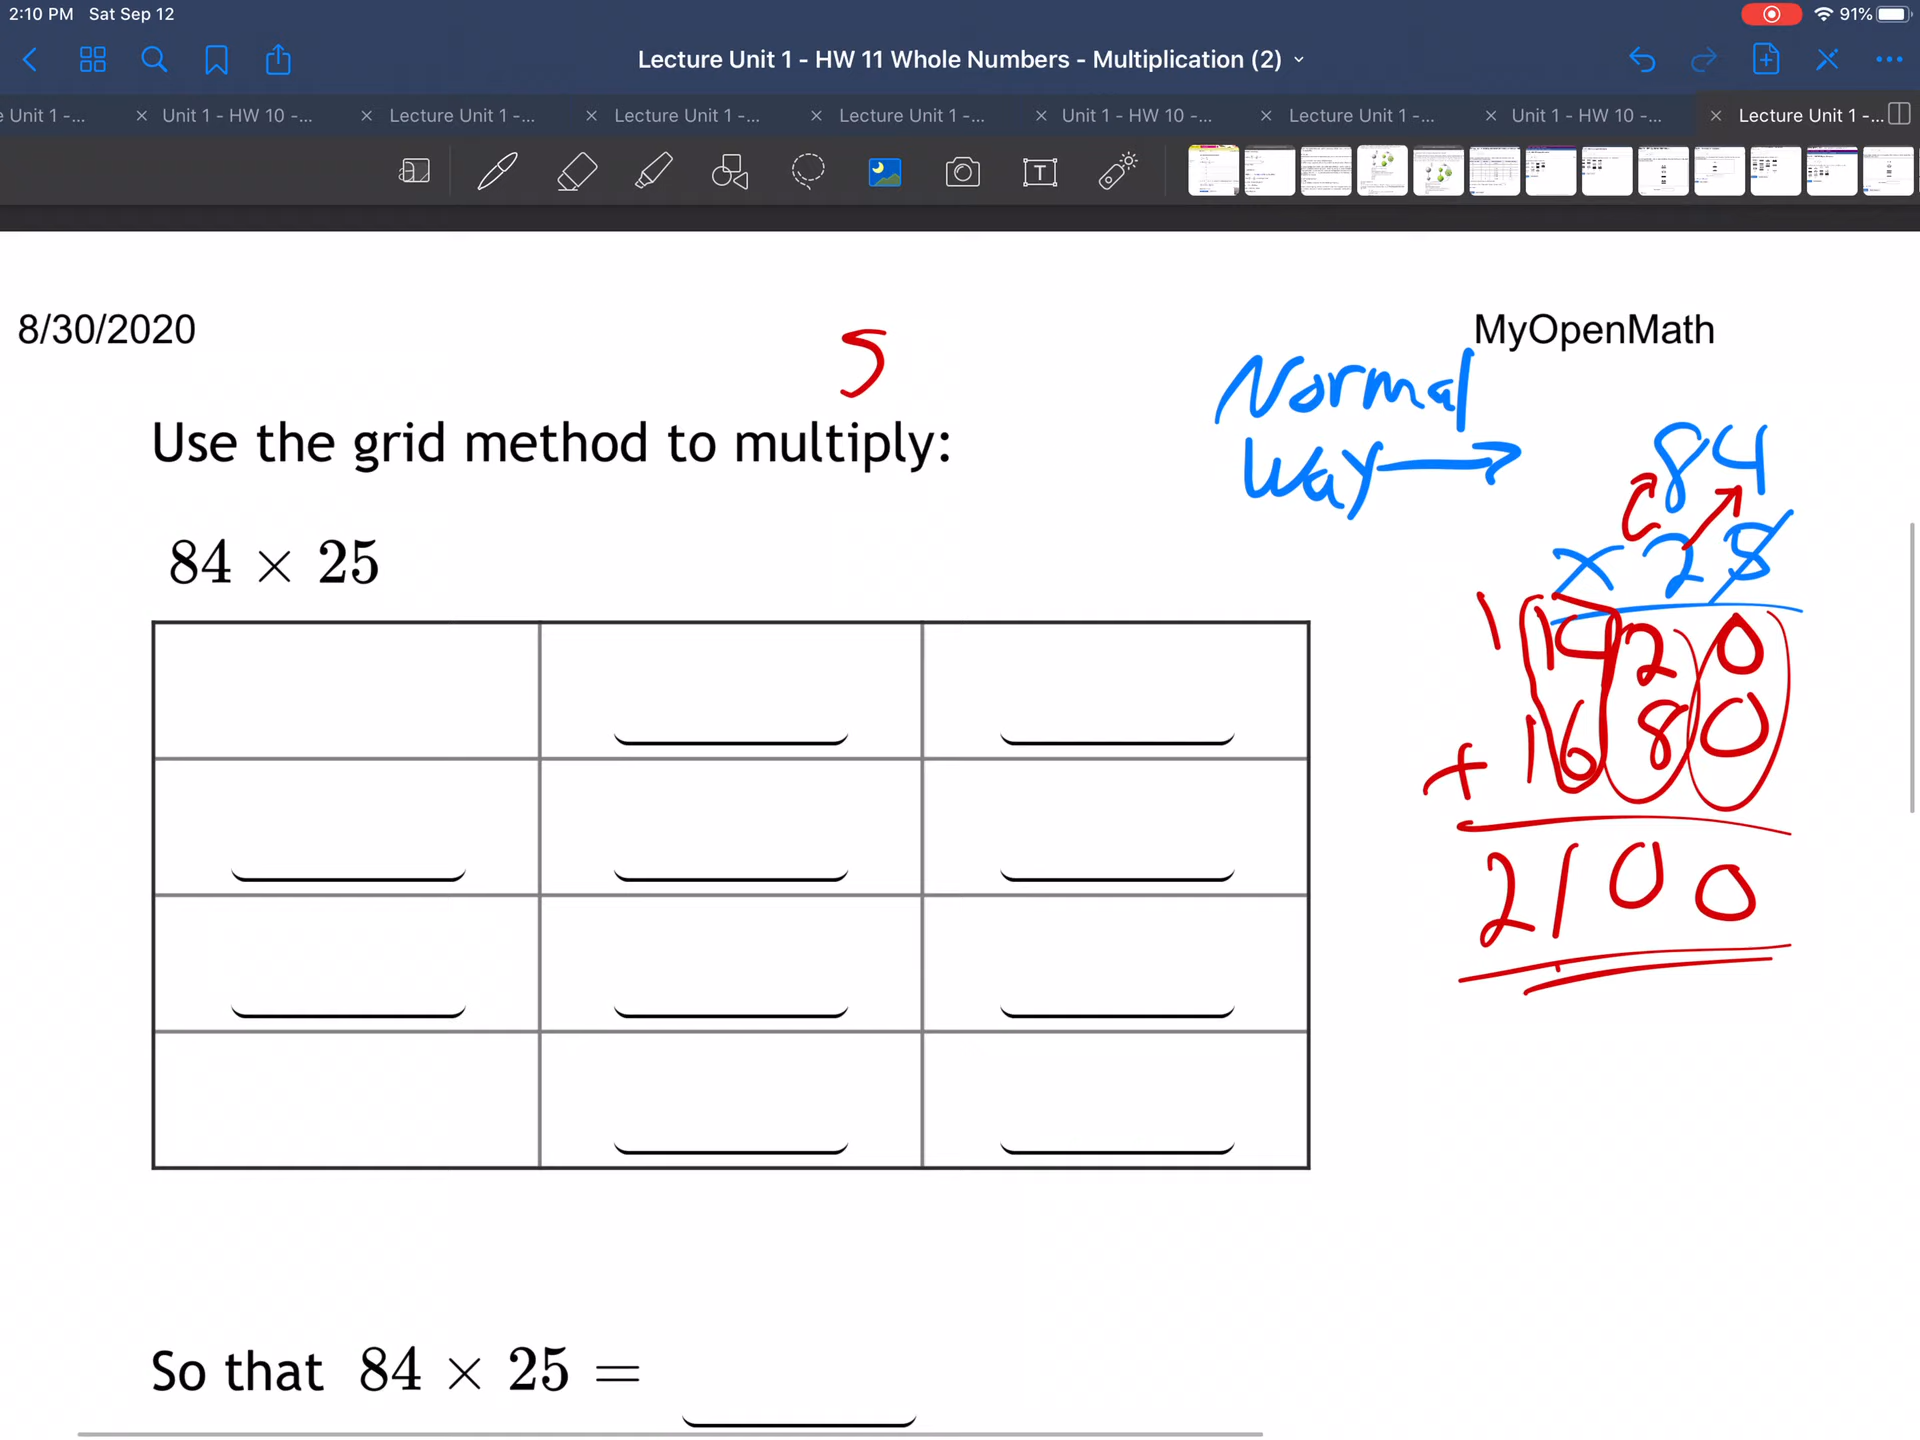 2:10 PM Sat Sep 12
91%
Lecture Unit 1 - HW 11 Whole Numbers - Multiplication (2)
e Unit 1 -... × Unit 1 - HW 10 -... × Lecture Unit 1 -... × Lecture Unit 1 -... × Lecture Unit 1 -... × Unit 1 - HW 10 -... × Lecture Unit 1 -... × Unit 1 - HW 10 -... × Lecture Unit 1 -...
T
8/30/2020
MyOpenMath
5
Normal
Way
Use the grid method to multiply:
84 × 25
84
× 25
1
420
+ 1680
2100
So that 84 × 25 =